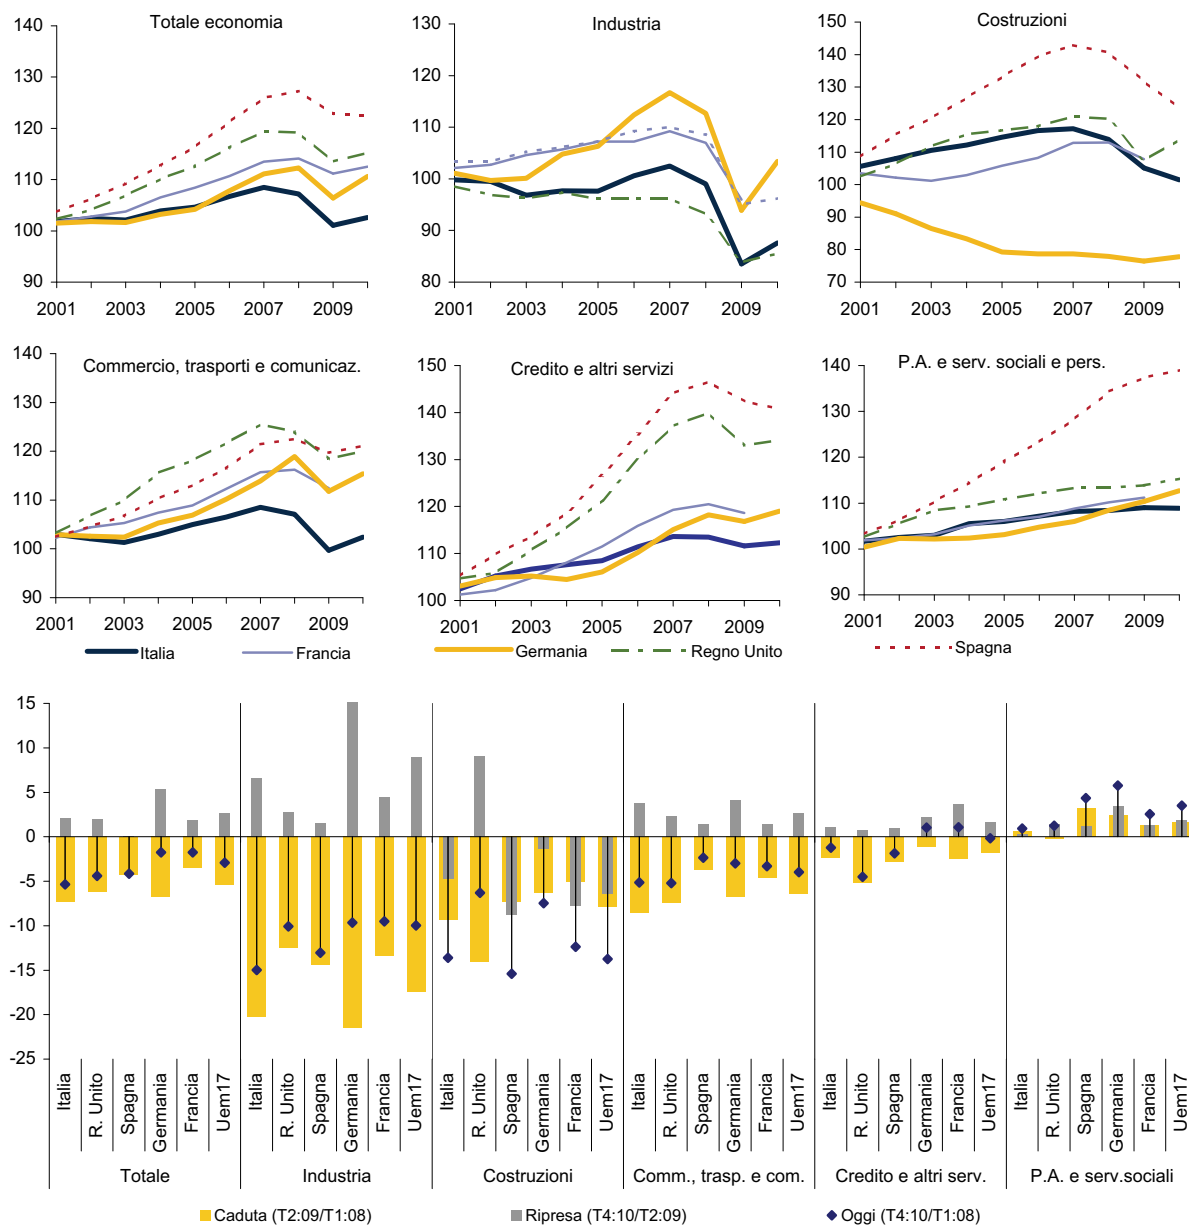 Totale economia
140
130
120
110
100
90
2001 2003 2005 2007 2009
Industria
130
120
110
100
90
80
2001 2003 2005 2007 2009
Costruzioni
150
140
130
120
110
100
90
80
70
2001 2003 2005 2007 2009
Commercio, trasporti e comunicaz.
140
130
120
110
100
90
2001 2003 2005 2007 2009
Credito e altri servizi
150
140
130
120
110
100
2001 2003 2005 2007 2009
P.A. e serv. sociali e pers.
140
130
120
110
100
90
2001 2003 2005 2007 2009
Italia Francia Germania Regno Unito Spagna
15
10
5
0
-5
-10
-15
-20
-25
Italia R. Unito Spagna Germania Francia Uem17
Italia R. Unito Spagna Germania Francia Uem17
Italia R. Unito Spagna Germania Francia Uem17
Italia R. Unito Spagna Germania Francia Uem17
Italia R. Unito Spagna Germania Francia Uem17
Italia R. Unito Spagna Germania Francia Uem17
Totale Industria Costruzioni Comm., trasp. e com. Credito e altri serv. P.A. e serv.sociali
Caduta (T2:09/T1:08) Ripresa (T4:10/T2:09) Oggi (T4:10/T1:08)